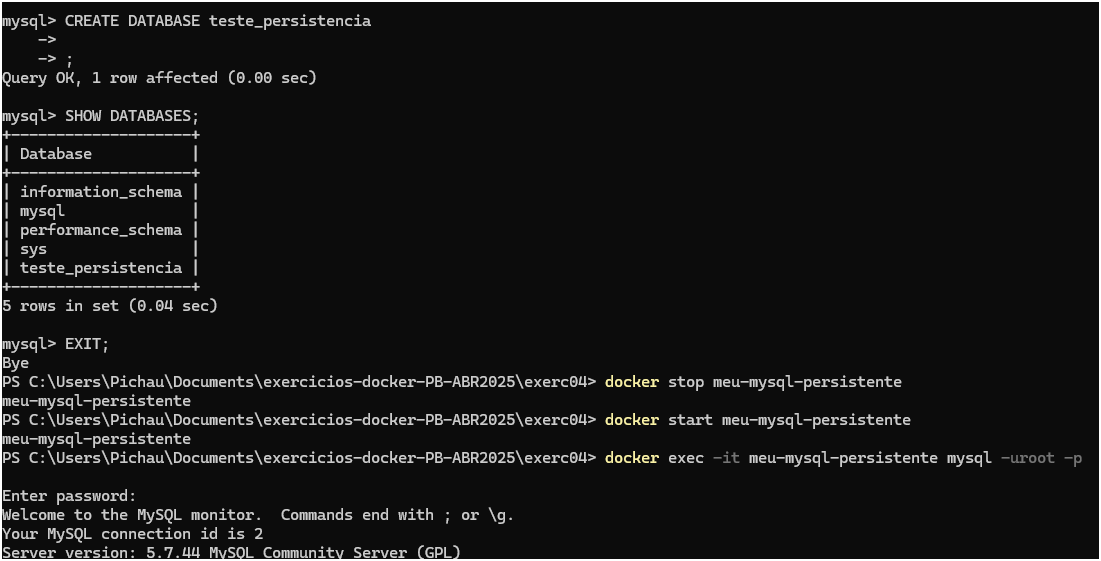 mysql> CREATE DATABASE teste_persistencia
    ->
    -> ;
Query OK, 1 row affected (0.00 sec)

mysql> SHOW DATABASES;
+--------------------+
| Database           |
+--------------------+
| information_schema |
| mysql              |
| performance_schema |
| sys                |
| teste_persistencia |
+--------------------+
5 rows in set (0.04 sec)

mysql> EXIT;
Bye
PS C:\Users\Pichau\Documents\exercicios-docker-PB-ABR2025\exerc04> docker stop meu-mysql-persistente
meu-mysql-persistente
PS C:\Users\Pichau\Documents\exercicios-docker-PB-ABR2025\exerc04> docker start meu-mysql-persistente
meu-mysql-persistente
PS C:\Users\Pichau\Documents\exercicios-docker-PB-ABR2025\exerc04> docker exec -it meu-mysql-persistente mysql -uroot -p

Enter password:
Welcome to the MySQL monitor.  Commands end with ; or \g.
Your MySQL connection id is 2
Server version: 5.7.44 MySQL Community Server (GPL)